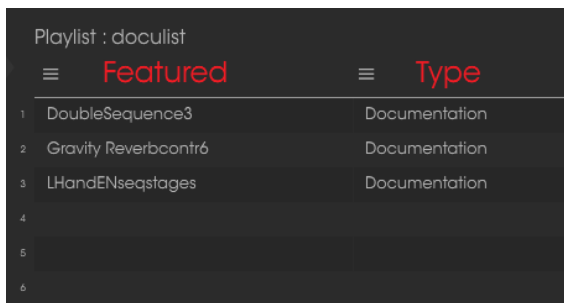 Playlist : doculist
Featured Type
1 DoubleSequence3 Documentation
2 Gravity Reverbcontr6 Documentation
3 LHandENseqstages Documentation
4
5
6